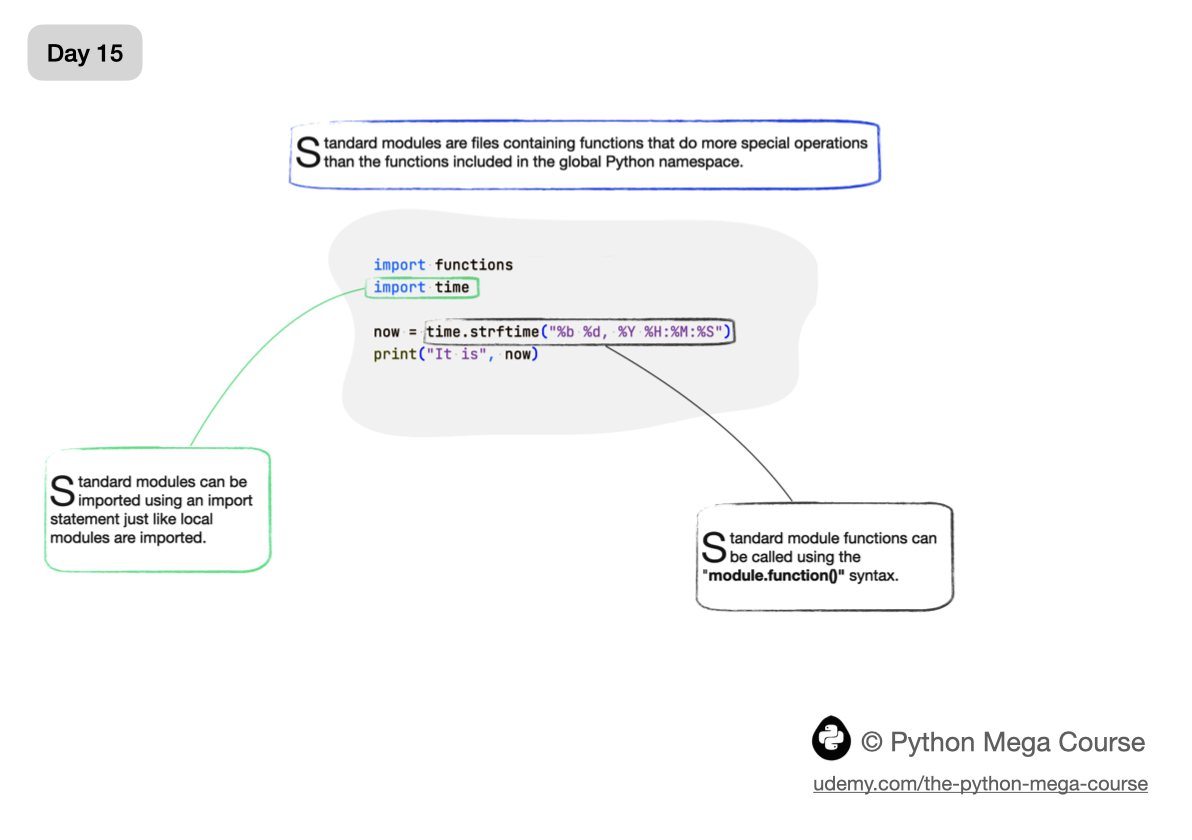 Day 15
Standard modules are files containing functions that do more special operations
than the functions included in the global Python namespace.
import functions
import time
now = time.strftime("%b %d, %Y %H:%M:%S")
print("It is", now)
Standard modules can be
imported using an import
statement just like local
modules are imported.
Standard module functions can
be called using the
"module.function()" syntax.
© Python Mega Course
udemy.com/the-python-mega-course